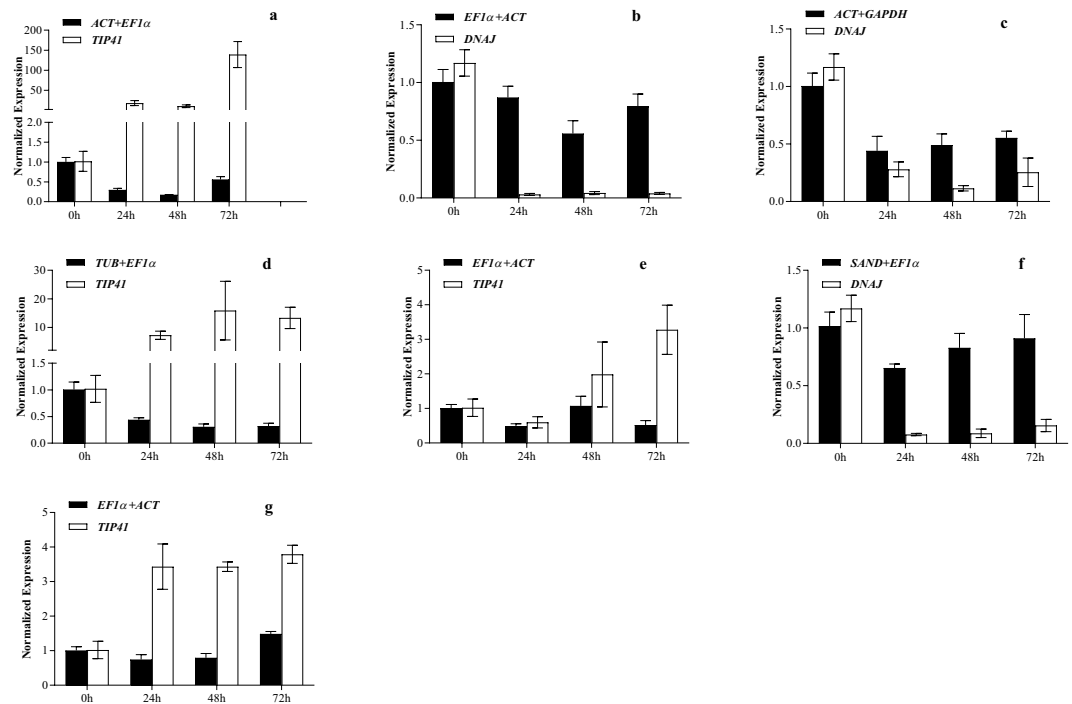 a
ACT+EF1α
TIP41
Normalized Expression
200
150
100
50
2.0
1.5
1.0
0.5
0.0
0h 24h 48h 72h
b
EF1α+ACT
DNAJ
Normalized Expression
1.5
1.0
0.5
0.0
0h 24h 48h 72h
c
ACT+GAPDH
DNAJ
Normalized Expression
1.5
1.0
0.5
0.0
0h 24h 48h 72h
d
TUB+EF1α
TIP41
Normalized Expression
30
20
10
1.5
1.0
0.5
0.0
0h 24h 48h 72h
e
EF1α+ACT
TIP41
Normalized Expression
5
4
3
2
1
0
0h 24h 48h 72h
f
SAND+EF1α
DNAJ
Normalized Expression
1.5
1.0
0.5
0.0
0h 24h 48h 72h
g
EF1α+ACT
TIP41
Normalized Expression
5
4
3
2
1
0
0h 24h 48h 72h